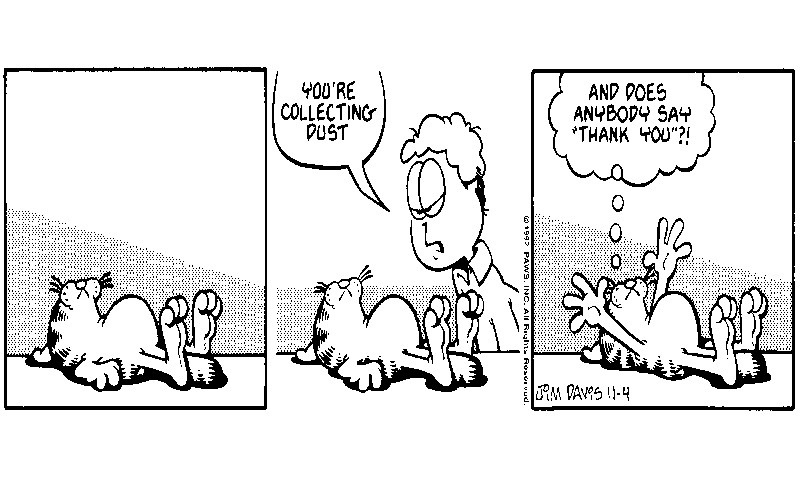 YOU'RE
COLLECTING
DUST
© 1997 PAWS, INC. All Rights Reserved.
AND DOES
ANYBODY SAY
"THANK YOU"?!
JIM DAVIS 11-4